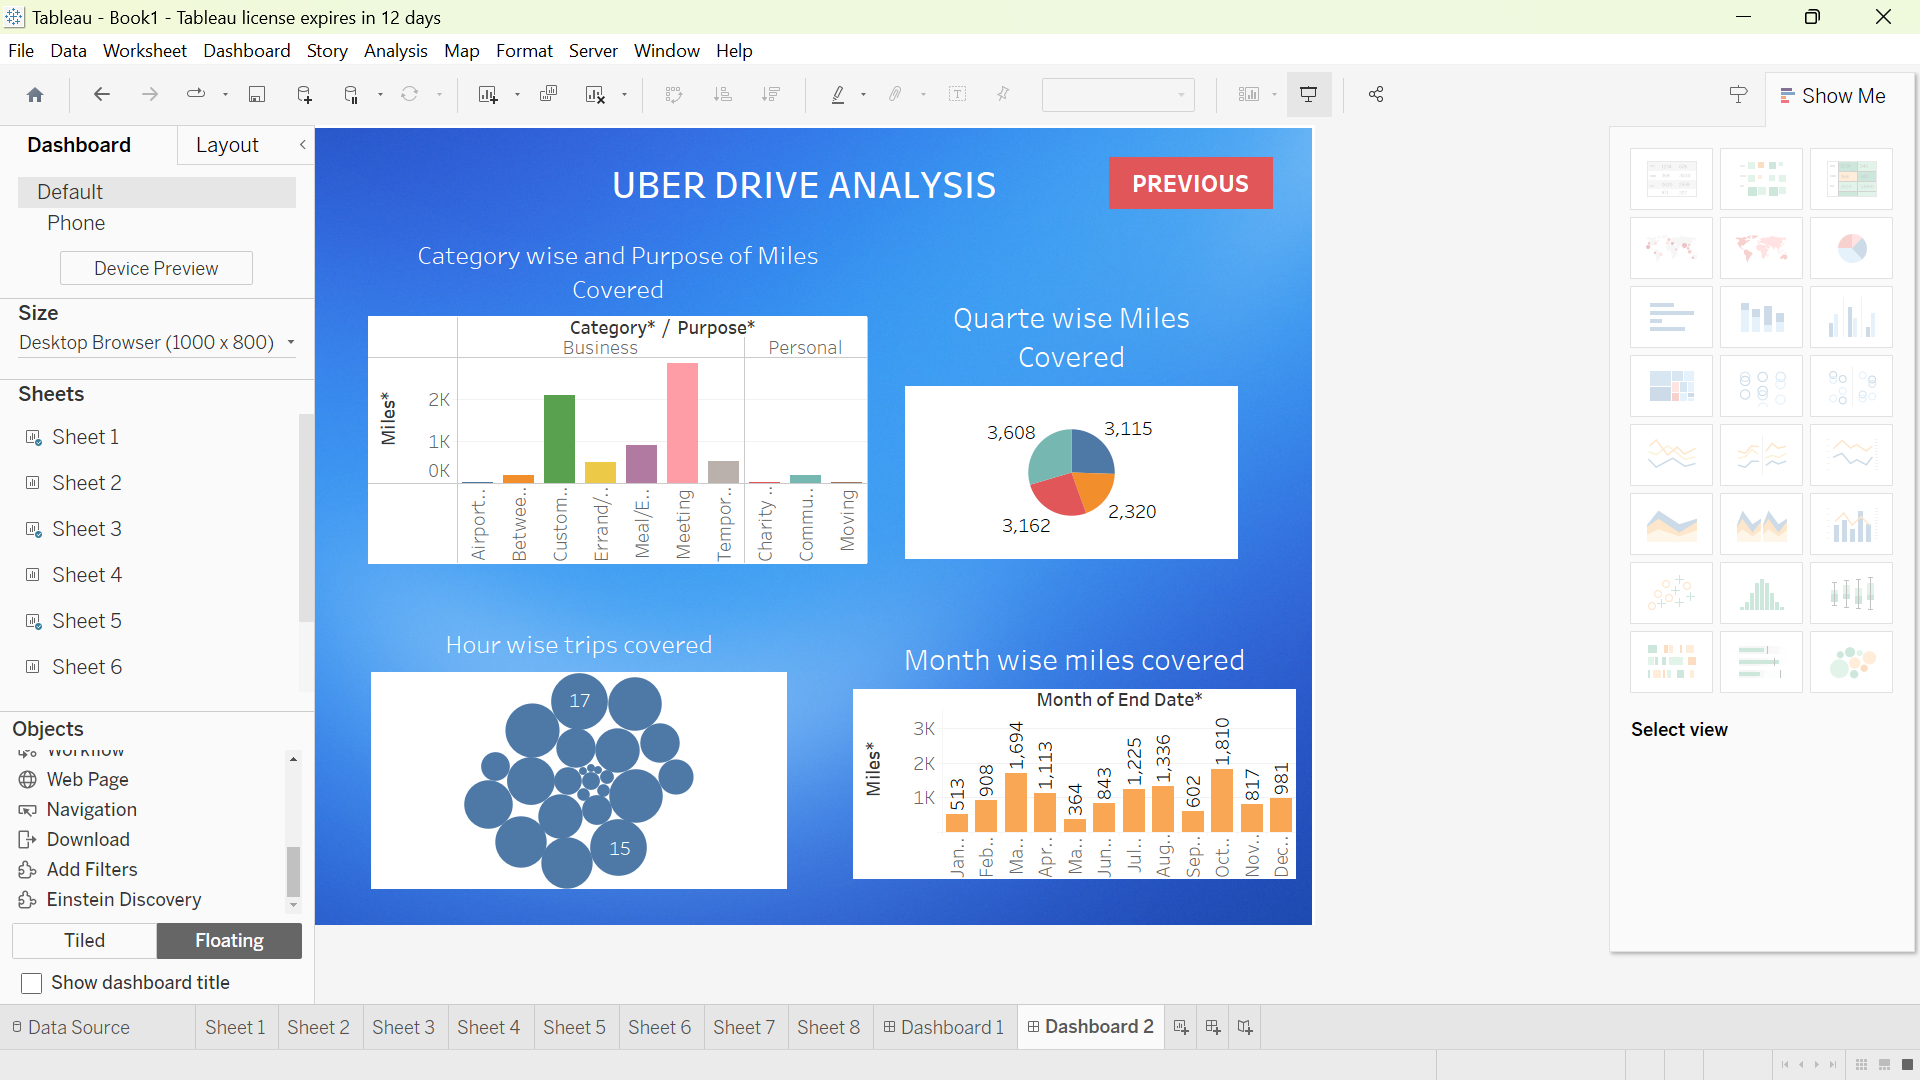 Tableau - Book1 - Tableau license expires in 12 days
File Data Worksheet Dashboard Story Analysis Map Format Server Window Help
Show Me
Dashboard Layout
Default
Phone
Device Preview
Size
Desktop Browser (1000 x 800)
Sheets
Sheet 1
Sheet 2
Sheet 3
Sheet 4
Sheet 5
Sheet 6
Objects
Workflow
Web Page
Navigation
Download
Add Filters
Einstein Discovery
Tiled Floating
Show dashboard title
UBER DRIVE ANALYSIS
PREVIOUS
Category wise and Purpose of Miles
Covered
Category* / Purpose*
Business Personal
Miles*
2K
1K
0K
Airport..
Betwee..
Custom..
Errand/..
Meal/E..
Meeting
Tempor..
Charity ..
Commu..
Moving
Quarte wise Miles
Covered
3,608 3,115
3,162 2,320
Hour wise trips covered
17
15
Month wise miles covered
Month of End Date*
Miles*
3K
2K
1K
513
908
1,694
1,113
364
843
1,225
1,336
602
1,810
817
981
Jan..
Feb..
Ma..
Apr..
Ma..
Jun..
Jul..
Aug..
Sep..
Oct..
Nov..
Dec..
Select view
Data Source Sheet 1 Sheet 2 Sheet 3 Sheet 4 Sheet 5 Sheet 6 Sheet 7 Sheet 8 Dashboard 1 Dashboard 2